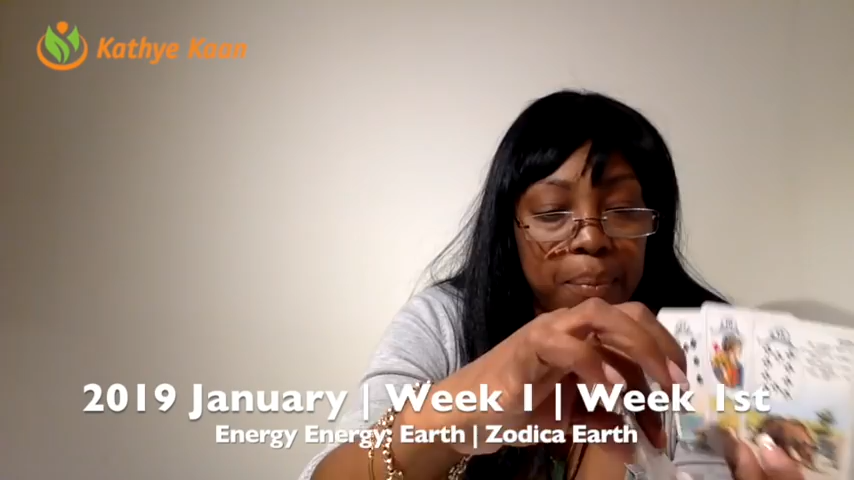 Kathye Kaan
2019 January | Week 1 | Week 1st
Energy Energy: Earth | Zodica Earth